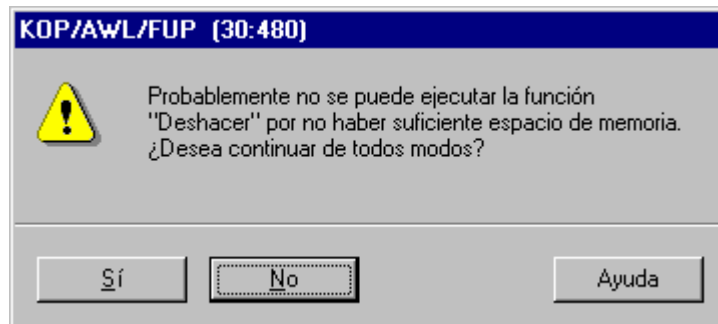 KOP/AWL/FUP (30:480)
Probablemente no se puede ejecutar la función
"Deshacer" por no haber suficiente espacio de memoria.
¿Desea continuar de todos modos?
Sí No Ayuda